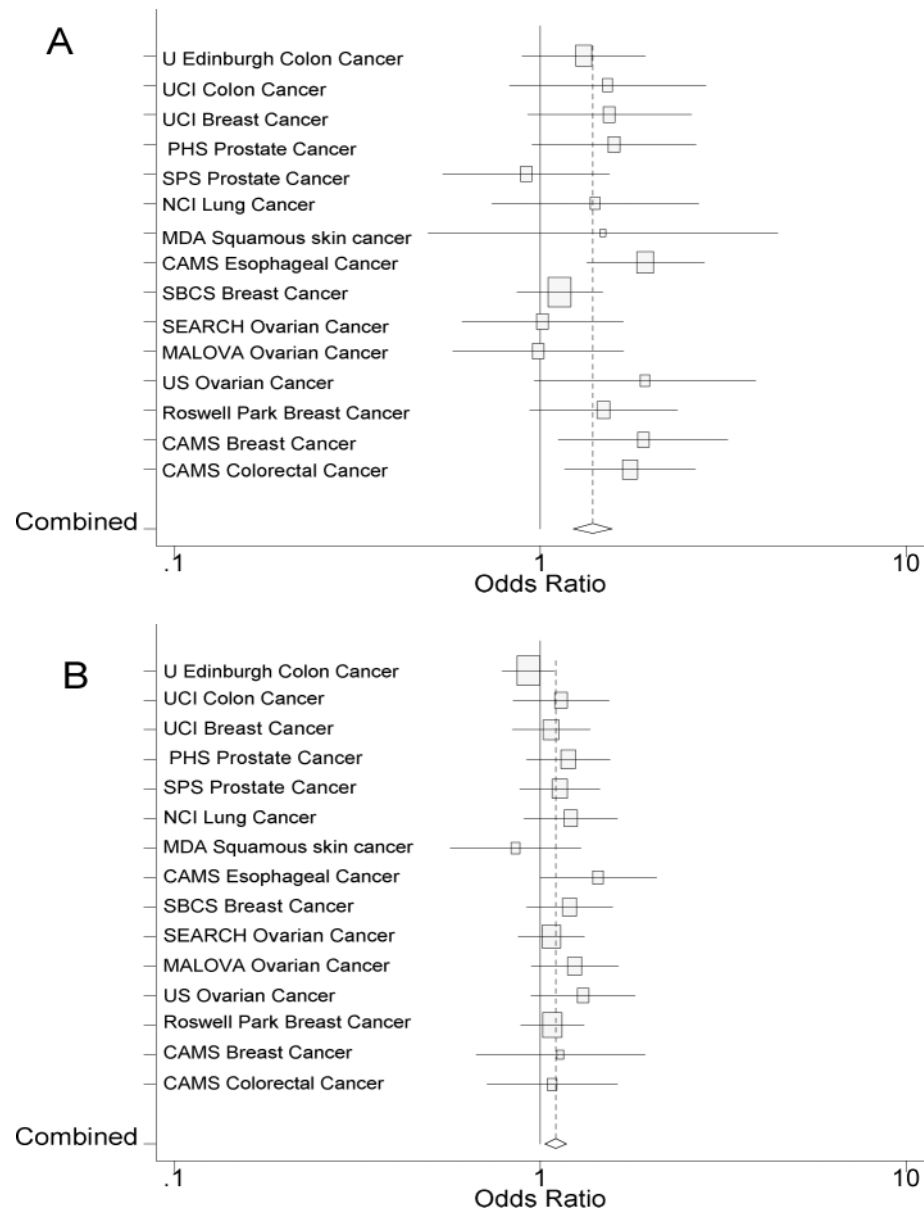 A
U Edinburgh Colon Cancer
UCI Colon Cancer
UCI Breast Cancer
PHS Prostate Cancer
SPS Prostate Cancer
NCI Lung Cancer
MDA Squamous skin cancer
CAMS Esophageal Cancer
SBCS Breast Cancer
SEARCH Ovarian Cancer
MALOVA Ovarian Cancer
US Ovarian Cancer
Roswell Park Breast Cancer
CAMS Breast Cancer
CAMS Colorectal Cancer
Combined
.1 1 10
Odds Ratio
B
U Edinburgh Colon Cancer
UCI Colon Cancer
UCI Breast Cancer
PHS Prostate Cancer
SPS Prostate Cancer
NCI Lung Cancer
MDA Squamous skin cancer
CAMS Esophageal Cancer
SBCS Breast Cancer
SEARCH Ovarian Cancer
MALOVA Ovarian Cancer
US Ovarian Cancer
Roswell Park Breast Cancer
CAMS Breast Cancer
CAMS Colorectal Cancer
Combined
.1 1 10
Odds Ratio